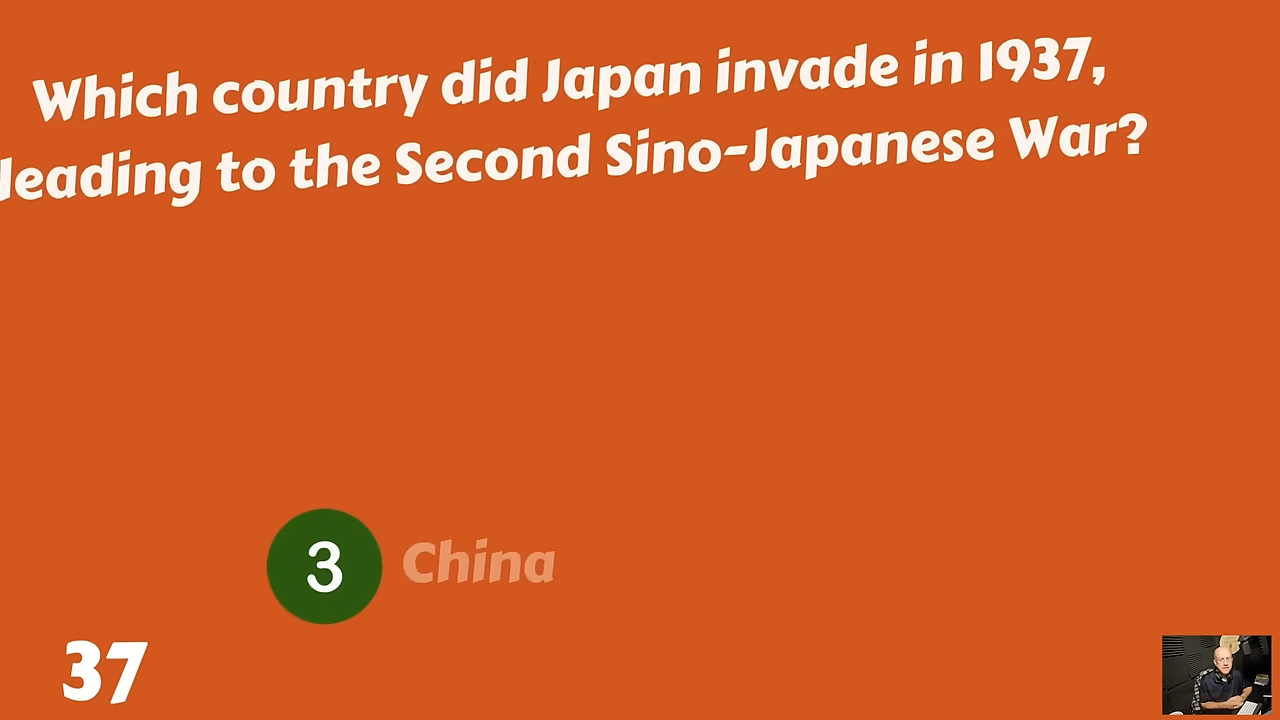 Which country did Japan invade in 1937,
leading to the Second Sino-Japanese War?
3 China
37